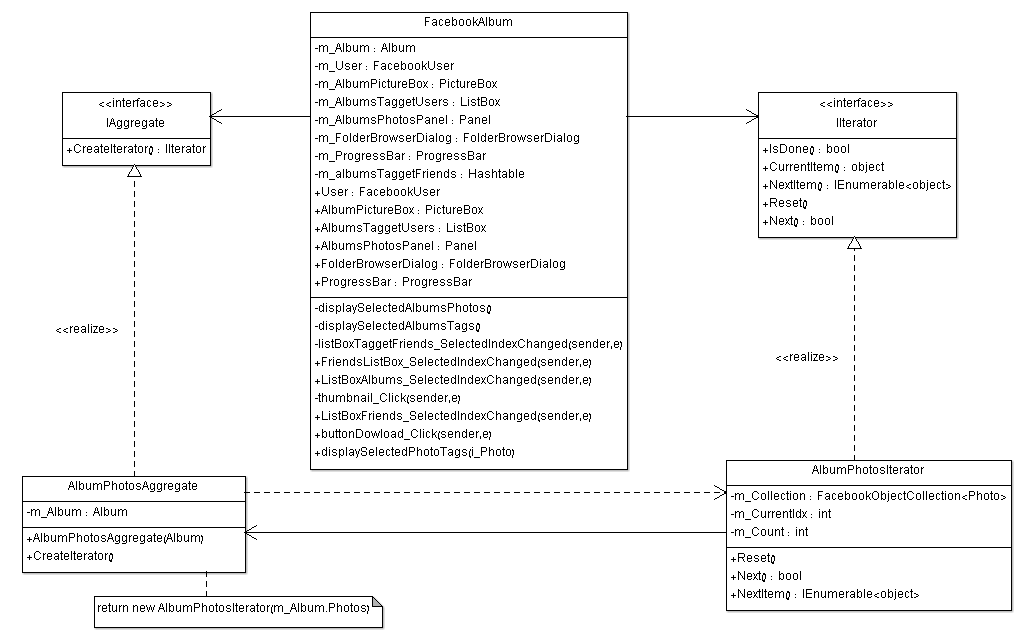 FacebookAlbum
-m_Album : Album
-m_User : FacebookUser
-m_AlbumPictureBox : PictureBox
-m_AlbumsTaggetUsers : ListBox
-m_AlbumsPhotosPanel : Panel
-m_FolderBrowserDialog : FolderBrowserDialog
-m_ProgressBar : ProgressBar
-m_albumsTaggetFriends : Hashtable
+User : FacebookUser
+AlbumPictureBox : PictureBox
+AlbumsTaggetUsers : ListBox
+AlbumsPhotosPanel : Panel
+FolderBrowserDialog : FolderBrowserDialog
+ProgressBar : ProgressBar
-displaySelectedAlbumsPhotos()
-displaySelectedAlbumsTags()
-listBoxTaggetFriends_SelectedIndexChanged(sender,e)
+FriendsListBox_SelectedIndexChanged(sender,e)
+ListBoxAlbums_SelectedIndexChanged(sender,e)
-thumbnail_Click(sender,e)
+ListBoxFriends_SelectedIndexChanged(sender,e)
+buttonDowload_Click(sender,e)
+displaySelectedPhotoTags(i_Photo)
<<interface>>
IAggregate
+CreateIterator() : IIterator
<<interface>>
IIterator
+IsDone() : bool
+CurrentItem() : object
+NextItem() : IEnumerable<object>
+Reset()
+Next() : bool
<<realize>>
<<realize>>
AlbumPhotosAggregate
-m_Album : Album
+AlbumPhotosAggregate(Album)
+CreateIterator()
return new AlbumPhotosIterator(m_Album.Photos)
AlbumPhotosIterator
-m_Collection : FacebookObjectCollection<Photo>
-m_CurrentIdx : int
-m_Count : int
+Reset()
+Next() : bool
+NextItem() : IEnumerable<object>